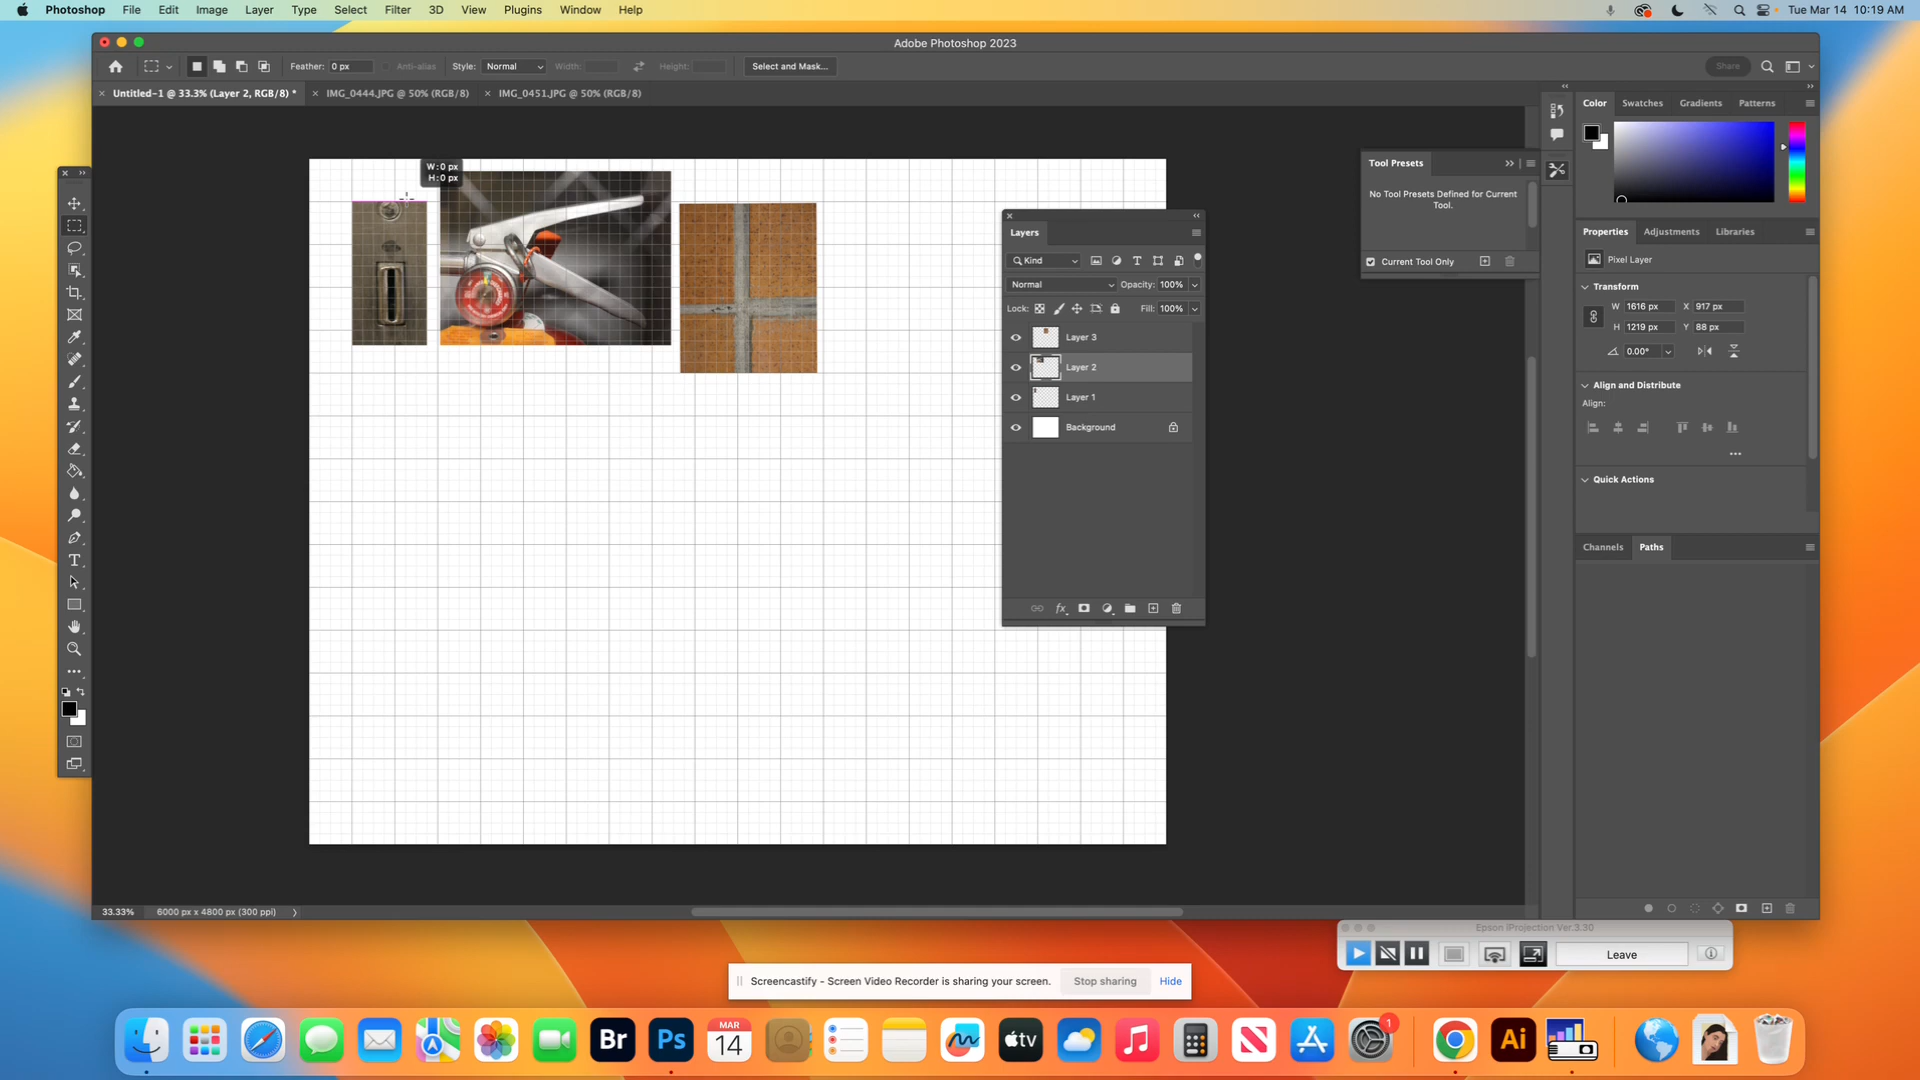 Photoshop File Edit Image Layer Type Select Filter 3D View Plugins Window Help Tue Mar 14 10:19 AM
Adobe Photoshop 2023
Feather: 0 px Anti-alias Style: Normal Width: Height: Select and Mask... Share
Untitled-1 @ 33.3% (Layer 2, RGB/8) * IMG_0444.JPG @ 50% (RGB/8) IMG_0451.JPG @ 50% (RGB/8)
Color Swatches Gradients Patterns
W: 0 px
H: 0 px
Tool Presets
No Tool Presets Defined for Current
Tool.
Current Tool Only
Layers
Kind
Normal Opacity: 100%
Lock: Fill: 100%
Layer 3
Layer 2
Layer 1
Background
Properties Adjustments Libraries
Pixel Layer
Transform
W 1616 px X 917 px
H 1219 px Y 88 px
0.00°
Align and Distribute
Align:
Quick Actions
Channels Paths
33.33% 6000 px x 4800 px (300 ppi)
Epson iProjection Ver.3.30
Leave
Screencastify - Screen Video Recorder is sharing your screen. Stop sharing Hide
Br Ps MAR 14 tv 1 Ai